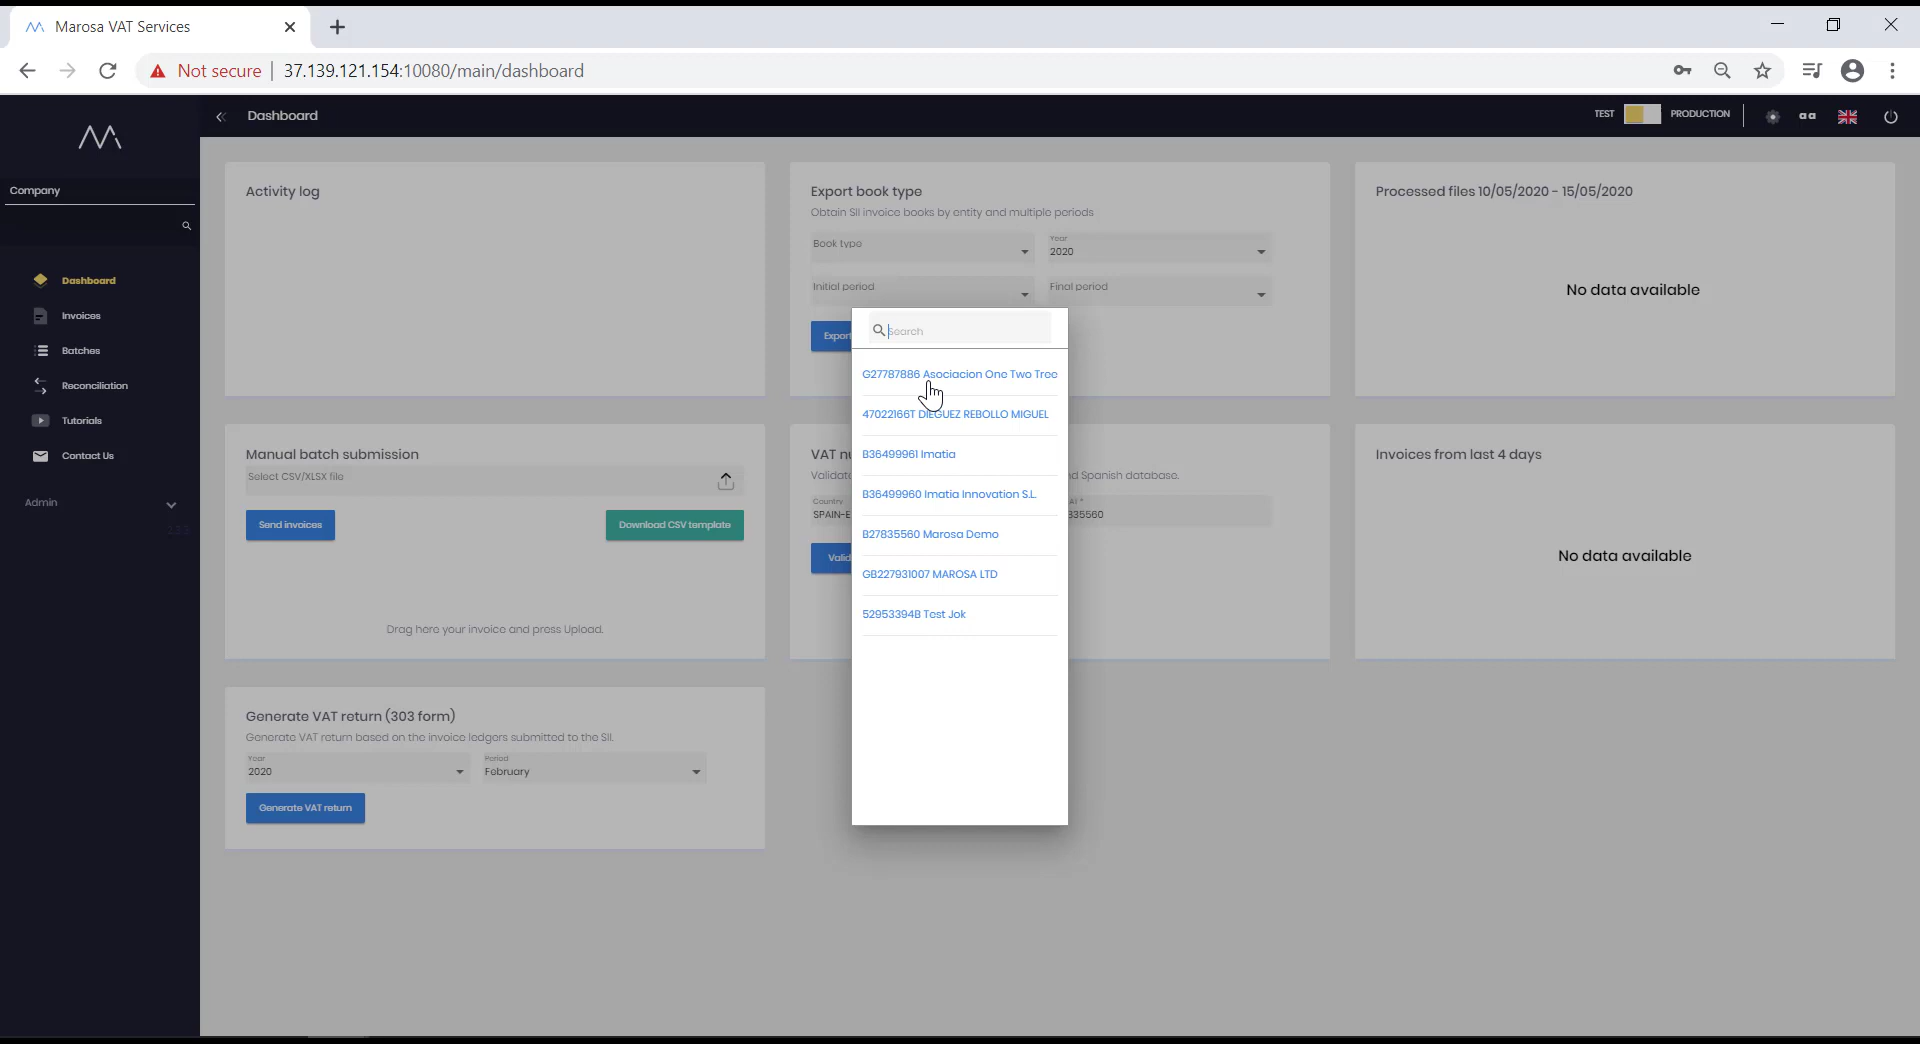 Marosa VAT Services
Not secure
37.139.121.154:10080/main/dashboard
Dashboard
TEST
PRODUCTION
Company
Dashboard
Invoices
Batches
Reconciliation
Tutorials
Contact Us
Admin
2.3.3
Activity log
Export book type
Obtain SII invoice books by entity and multiple periods
Book type
Year
2020
Initial period
Final period
Export
Processed files 10/05/2020 - 15/05/2020
No data available
Search
G27787886 Asociacion One Two Tree
47022166T DIEGUEZ REBOLLO MIGUEL
B36499961 Imatia
B36499960 Imatia Innovation S.L.
B27835560 Marosa Demo
GB227931007 MAROSA LTD
52953394B Test Jok
Manual batch submission
Select CSV/XLSX file
Send invoices
Download CSV template
Drag here your invoice and press Upload.
VAT nu
Validate
d Spanish database.
Country
SPAIN-E
335560
Valid
Invoices from last 4 days
No data available
Generate VAT return (303 form)
Generate VAT return based on the invoice ledgers submitted to the SII.
Year
2020
Period
February
Generate VAT return